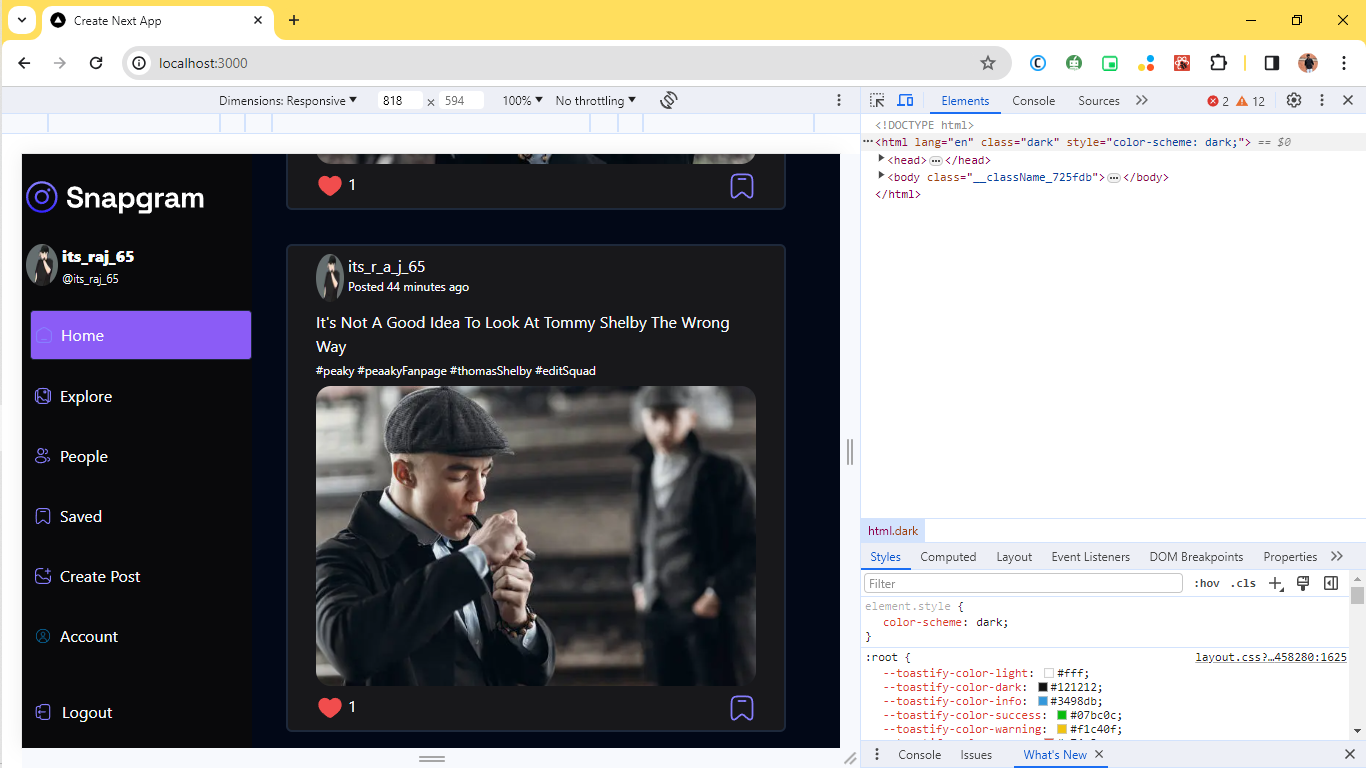 Create Next App
localhost:3000
Dimensions: Responsive 818 × 594 100% No throttling
Elements Console Sources 2 12
<!DOCTYPE html>
<html lang="en" class="dark" style="color-scheme: dark;"> == $0
<head> … </head>
<body class="__className_725fdb"> … </body>
</html>
Snapgram
its_raj_65
@its_raj_65
Home
Explore
People
Saved
Create Post
Account
Logout
1
its_r_a_j_65
Posted 44 minutes ago
It's Not A Good Idea To Look At Tommy Shelby The Wrong
Way
#peaky #peaakyFanpage #thomasShelby #editSquad
1
html.dark
Styles Computed Layout Event Listeners DOM Breakpoints Properties
Filter :hov .cls
element.style {
color-scheme: dark;
}
:root { layout.css?…458280:1625
--toastify-color-light: #fff;
--toastify-color-dark: #121212;
--toastify-color-info: #3498db;
--toastify-color-success: #07bc0c;
--toastify-color-warning: #f1c40f;
Console Issues What's New